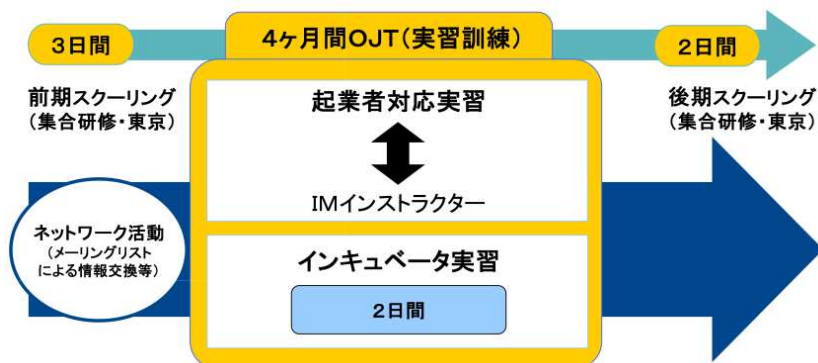 3日間
4ヶ月間OJT(実習訓練)
2日間
前期スクーリング
(集合研修・東京)
起業者対応実習
IMインストラクター
後期スクーリング
(集合研修・東京)
ネットワーク活動
(メーリングリスト
による情報交換等)
インキュベータ実習
2日間